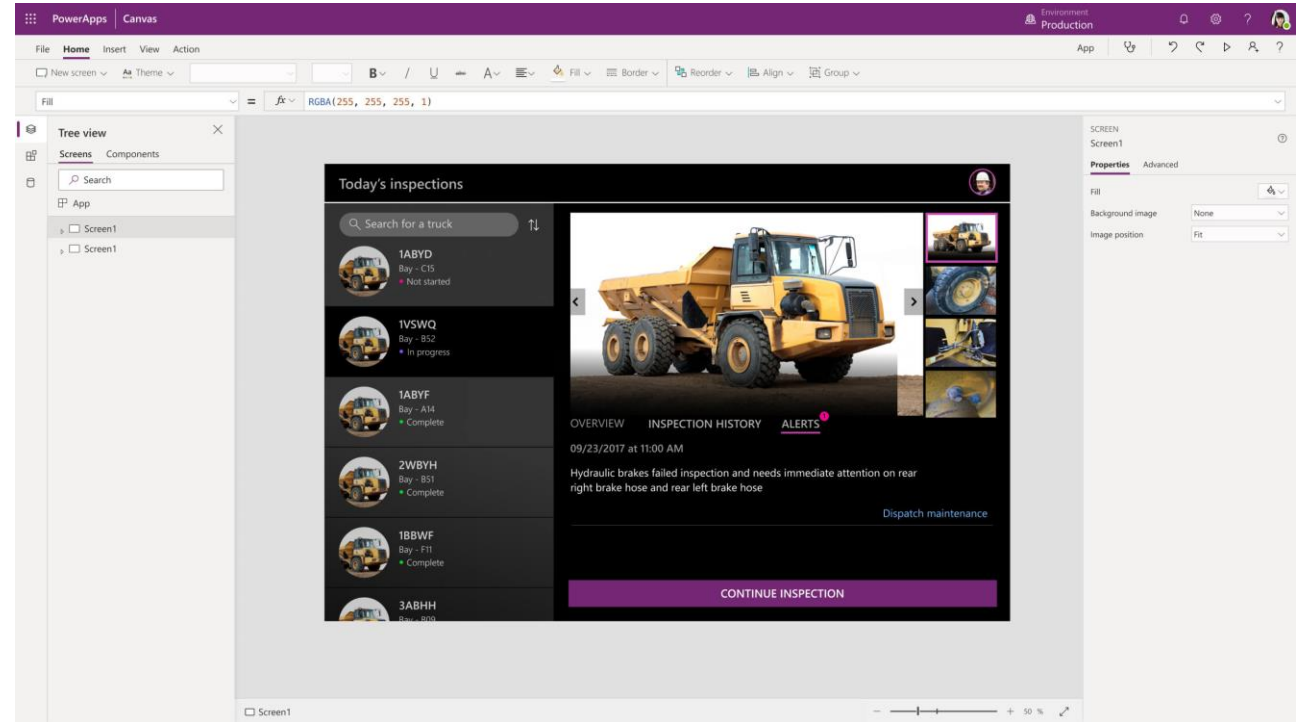 PowerApps Canvas
Environment
Production
?
File Home Insert View Action
App
?
New screen Theme
B / U A Fill Border Reorder Align Group
Fill
= fx RGBA(255, 255, 255, 1)
Tree view
Screens Components
Search
App
Screen1
Screen1
Today's inspections
Search for a truck
1ABYD
Bay - C15
Not started
1VSWQ
Bay - B52
In progress
1ABYF
Bay - A14
Complete
2WBYH
Bay - B51
Complete
1BBWF
Bay - F11
Complete
3ABHH
Bay - B09
OVERVIEW INSPECTION HISTORY ALERTS
09/23/2017 at 11:00 AM
Hydraulic brakes failed inspection and needs immediate attention on rear
right brake hose and rear left brake hose
Dispatch maintenance
CONTINUE INSPECTION
SCREEN
Screen1
Properties Advanced
Fill
Background image None
Image position Fit
Screen1
− + 50 %